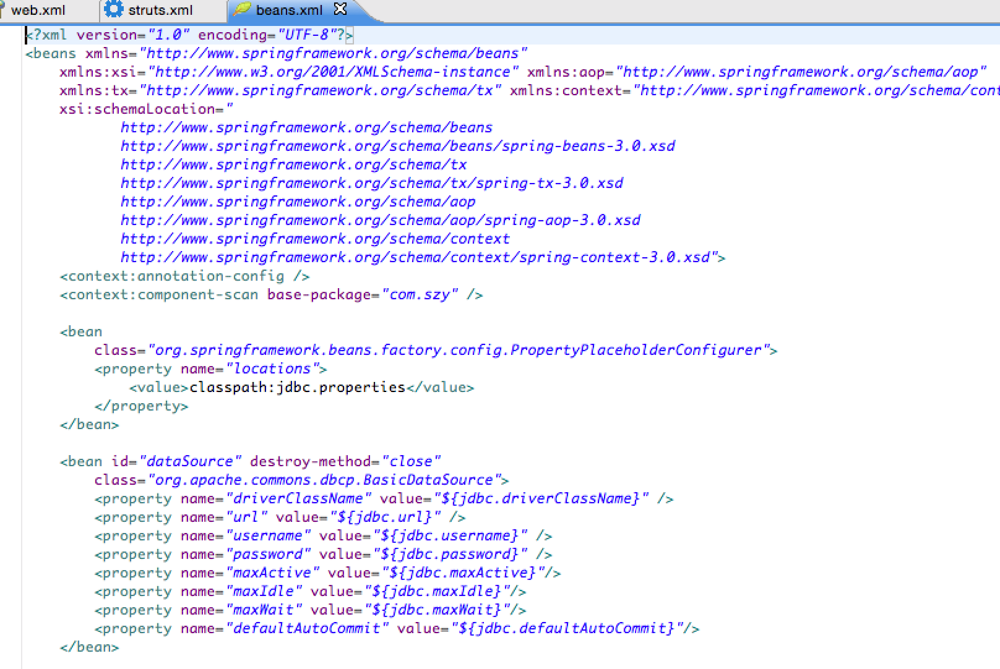 web.xml struts.xml beans.xml
<?xml version="1.0" encoding="UTF-8"?>
<beans xmlns="http://www.springframework.org/schema/beans"
xmlns:xsi="http://www.w3.org/2001/XMLSchema-instance" xmlns:aop="http://www.springframework.org/schema/aop"
xmlns:tx="http://www.springframework.org/schema/tx" xmlns:context="http://www.springframework.org/schema/cont
xsi:schemaLocation="
http://www.springframework.org/schema/beans
http://www.springframework.org/schema/beans/spring-beans-3.0.xsd
http://www.springframework.org/schema/tx
http://www.springframework.org/schema/tx/spring-tx-3.0.xsd
http://www.springframework.org/schema/aop
http://www.springframework.org/schema/aop/spring-aop-3.0.xsd
http://www.springframework.org/schema/context
http://www.springframework.org/schema/context/spring-context-3.0.xsd">
<context:annotation-config />
<context:component-scan base-package="com.szy" />
<bean
class="org.springframework.beans.factory.config.PropertyPlaceholderConfigurer">
<property name="locations">
<value>classpath:jdbc.properties</value>
</property>
</bean>
<bean id="dataSource" destroy-method="close"
class="org.apache.commons.dbcp.BasicDataSource">
<property name="driverClassName" value="${jdbc.driverClassName}" />
<property name="url" value="${jdbc.url}" />
<property name="username" value="${jdbc.username}" />
<property name="password" value="${jdbc.password}" />
<property name="maxActive" value="${jdbc.maxActive}"/>
<property name="maxIdle" value="${jdbc.maxIdle}"/>
<property name="maxWait" value="${jdbc.maxWait}"/>
<property name="defaultAutoCommit" value="${jdbc.defaultAutoCommit}"/>
</bean>